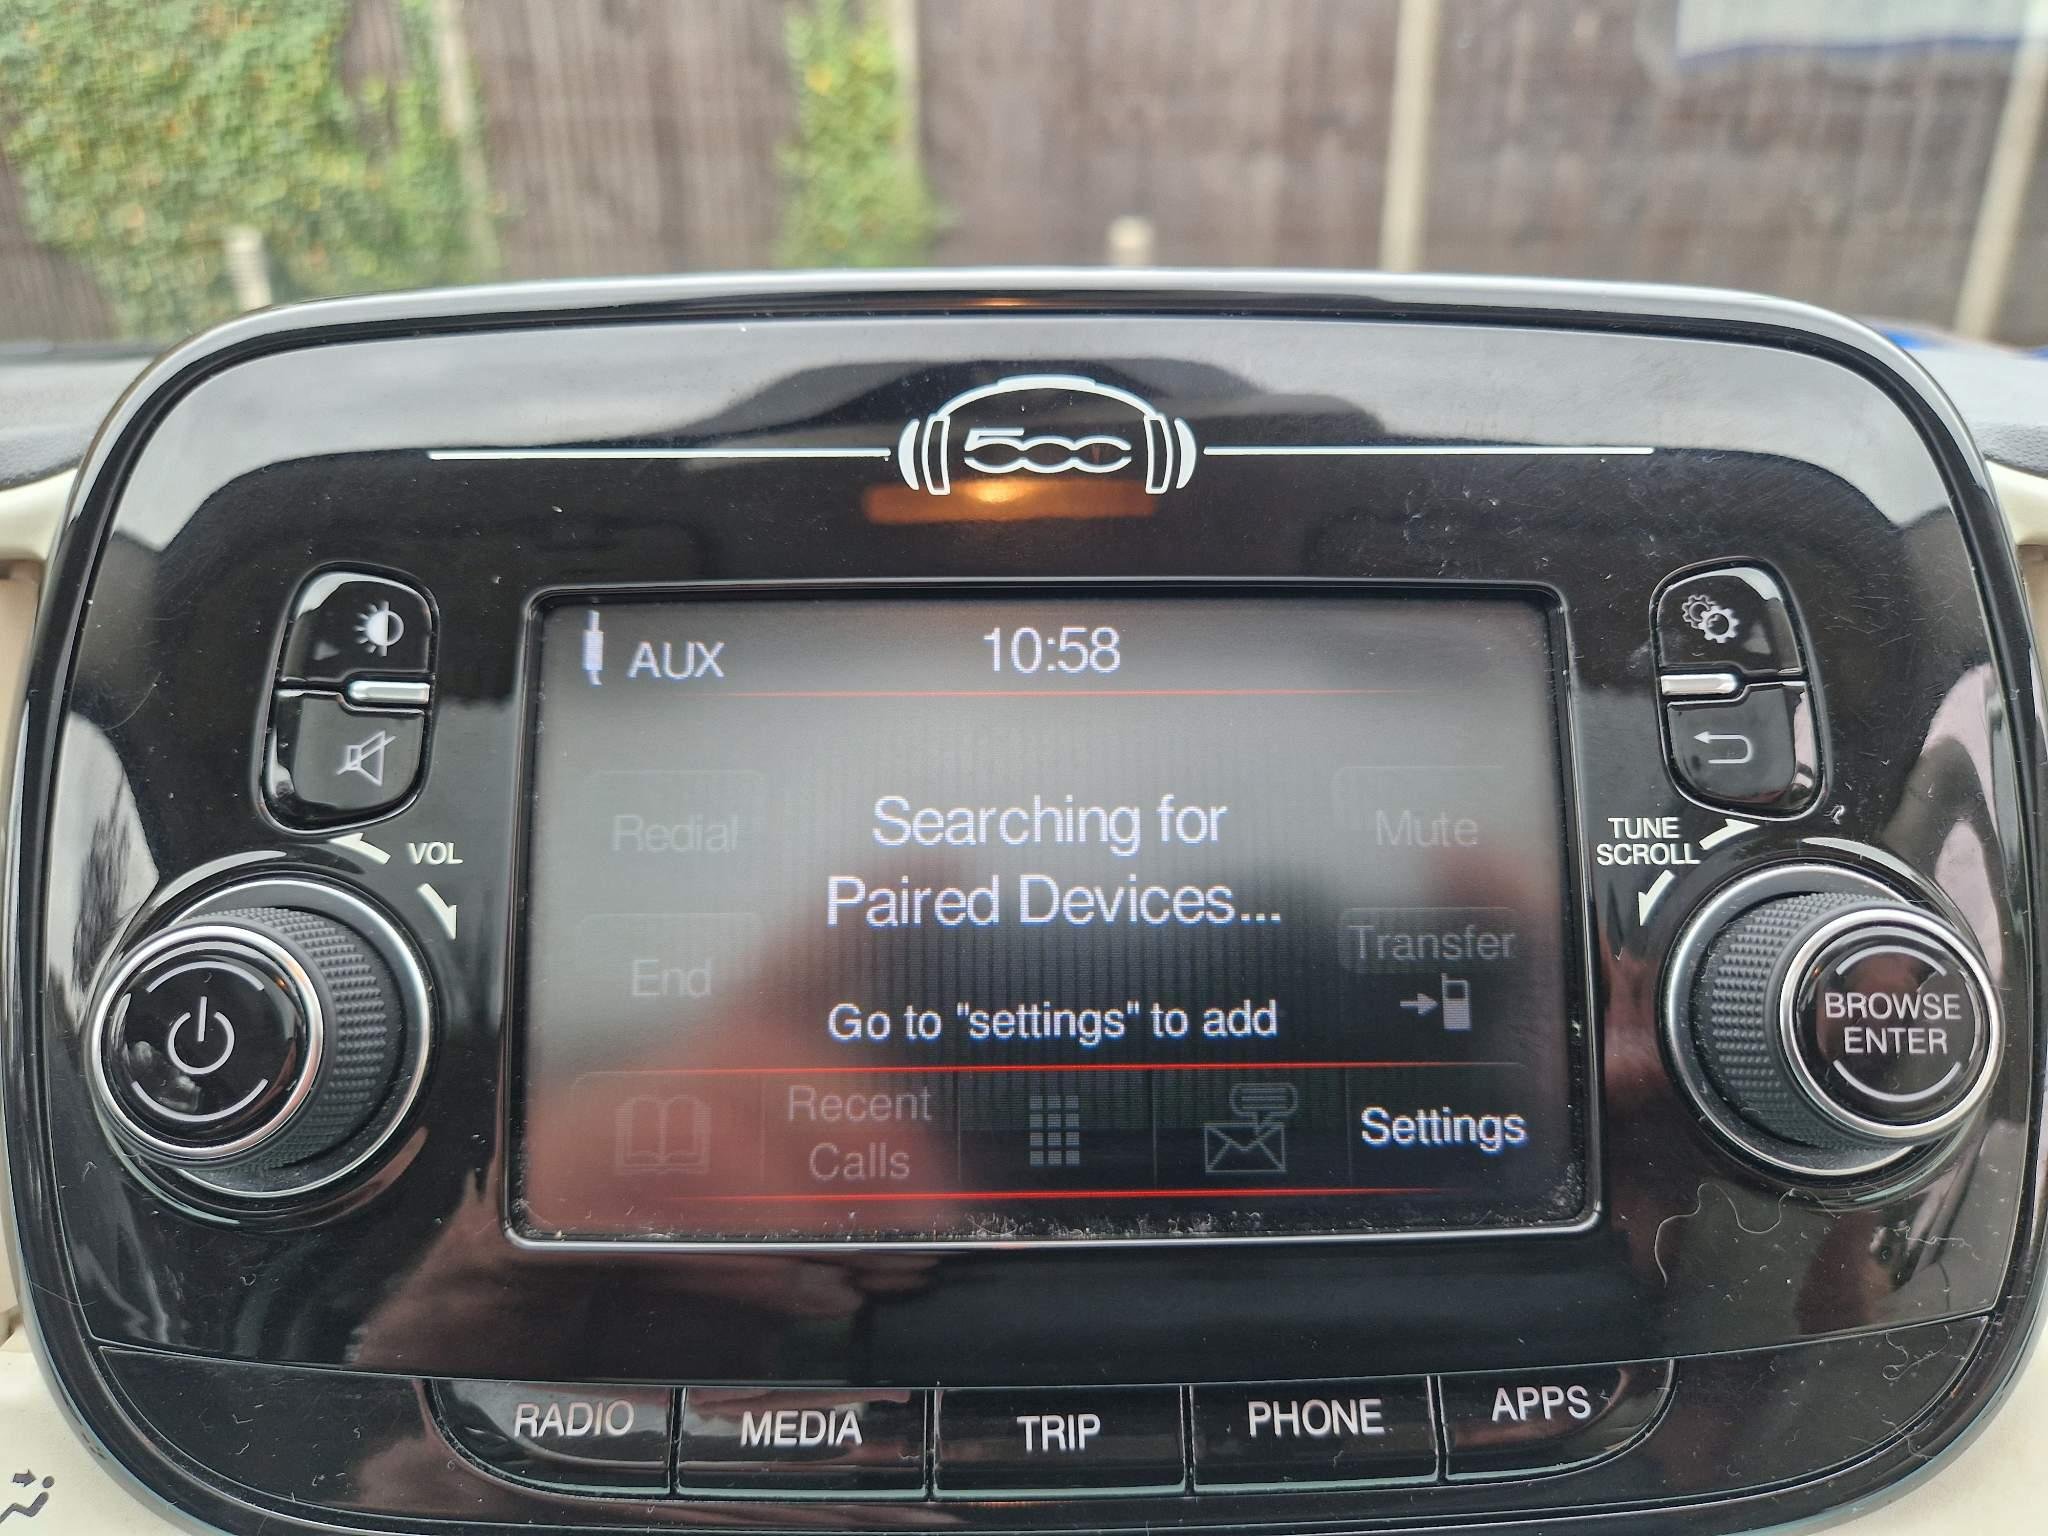 500
AUX
10:58
Searching for
Paired Devices...
Go to "settings" to add
Redial
End
Mute
Transfer
Recent
Calls
Settings
VOL
TUNE
SCROLL
BROWSE
ENTER
RADIO
MEDIA
TRIP
PHONE
APPS